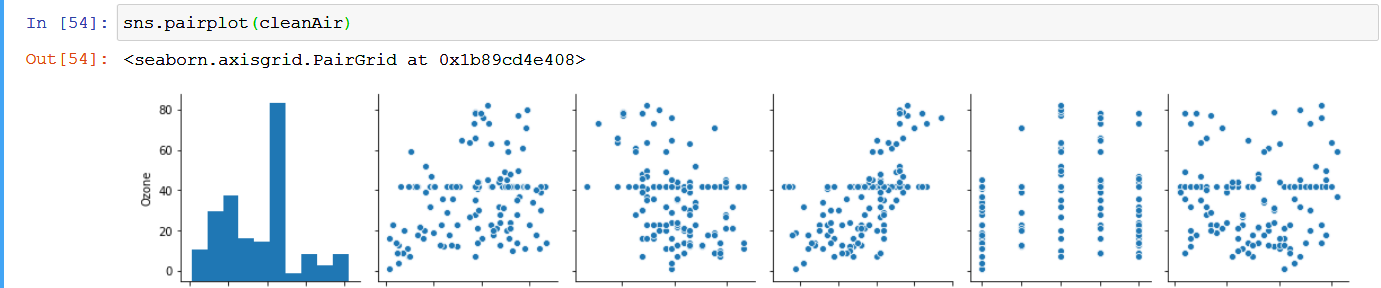 In [54]: sns.pairplot(cleanAir)
Out[54]: <seaborn.axisgrid.PairGrid at 0x1b89cd4e408>
80
60
40
20
0
Ozone